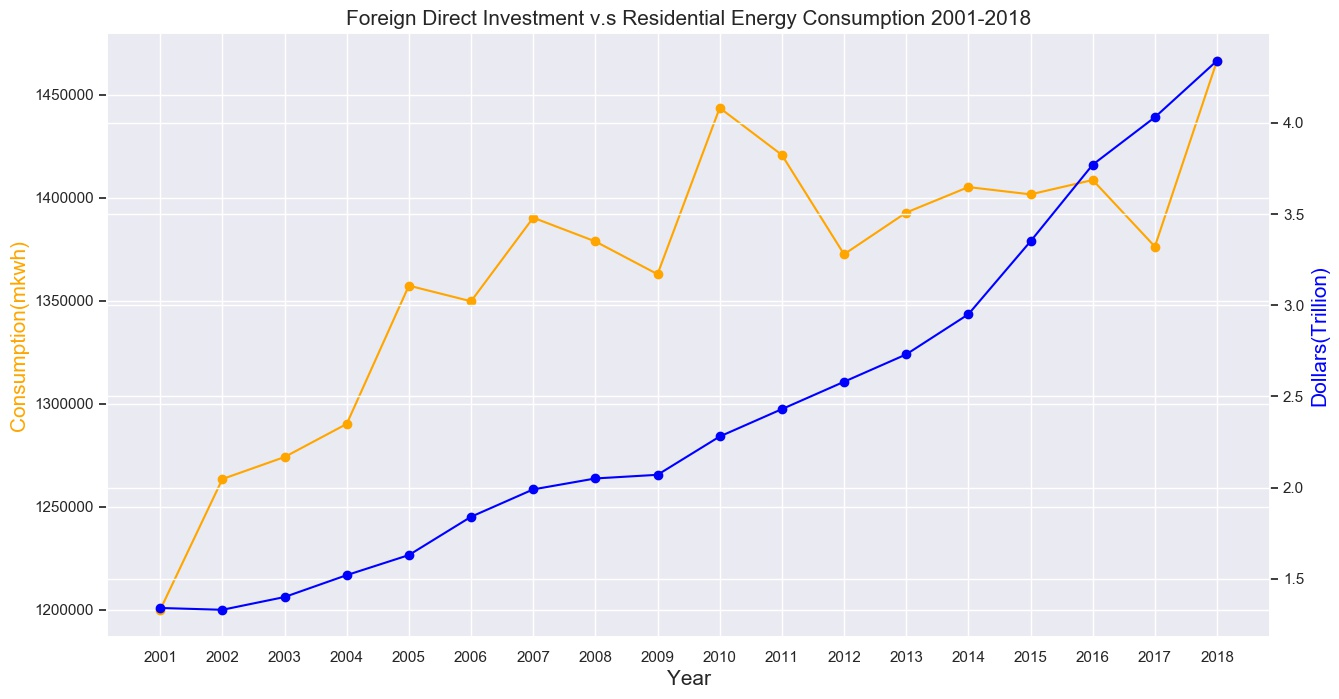 Foreign Direct Investment v.s Residential Energy Consumption 2001-2018
Consumption(mkwh)
1450000
1400000
1350000
1300000
1250000
1200000
4.0
3.5
3.0
2.5
2.0
1.5
Dollars(Trillion)
2001 2002 2003 2004 2005 2006 2007 2008 2009 2010 2011 2012 2013 2014 2015 2016 2017 2018
Year